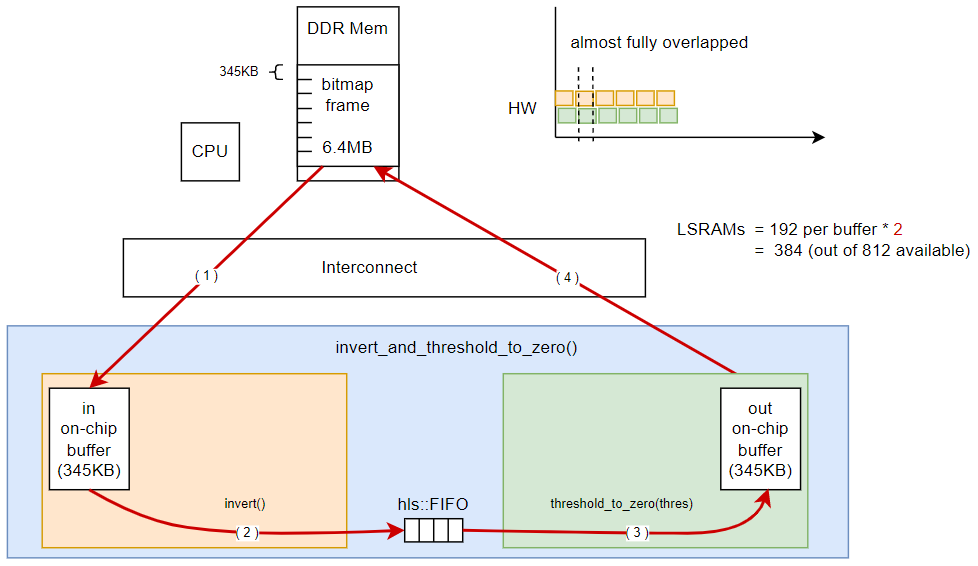 DDR Mem
345KB
bitmap
frame
6.4MB
CPU
almost fully overlapped
HW
LSRAMs = 192 per buffer * 2
= 384 (out of 812 available)
Interconnect
( 1 )
( 4 )
invert_and_threshold_to_zero()
in
on-chip
buffer
(345KB)
out
on-chip
buffer
(345KB)
invert()
hls::FIFO
threshold_to_zero(thres)
( 2 )
( 3 )